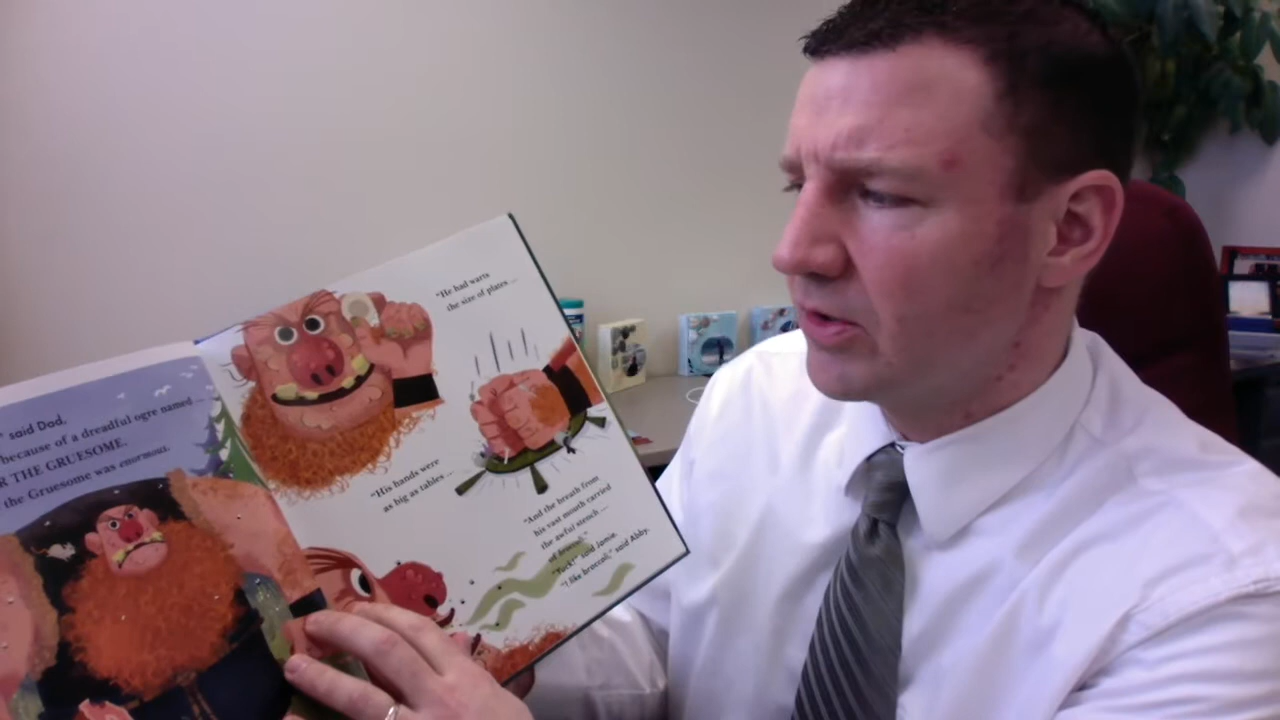 said Dad,
because of a dreadful ogre named ...
R THE GRUESOME.
the Gruesome was enormous.
"He had warts
the size of plates ...
"His hands were
as big as tables ...
"And the breath from
his vast mouth carried
the awful stench ...
of broccoli."
"Yuck!" said Jamie.
"I like broccoli," said Abby.